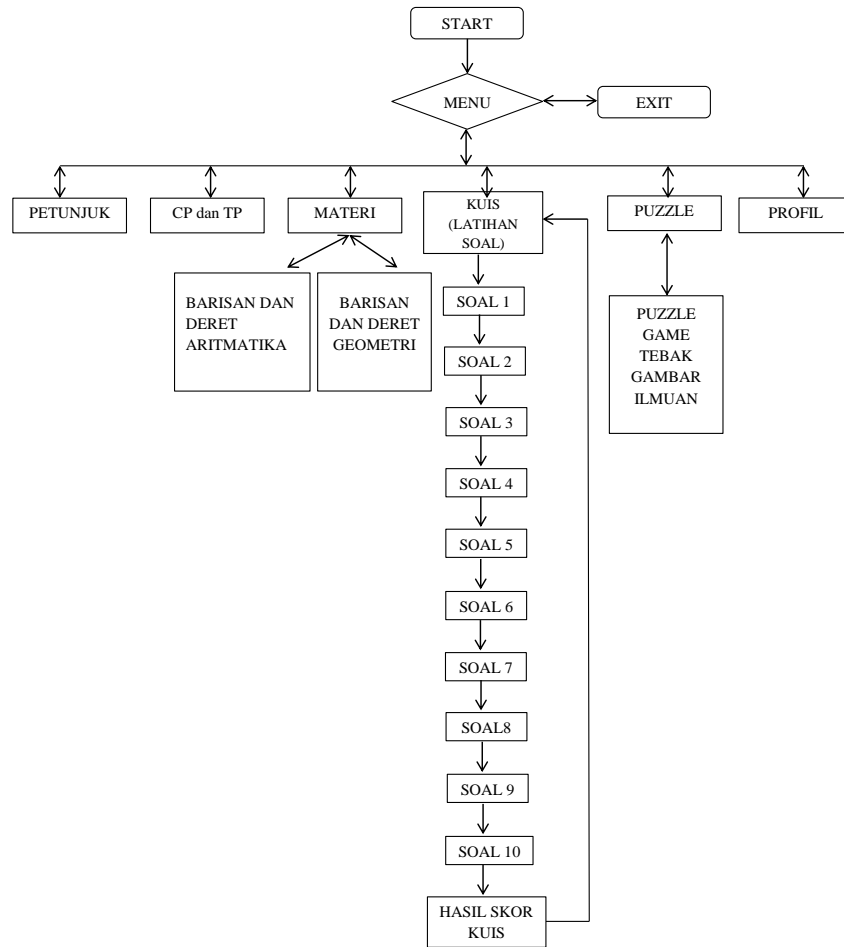 START
MENU
EXIT
PETUNJUK
CP dan TP
MATERI
KUIS
(LATIHAN
SOAL)
PUZZLE
PROFIL
BARISAN DAN
DERET
ARITMATIKA
BARISAN
DAN DERET
GEOMETRI
SOAL 1
PUZZLE
GAME
TEBAK
GAMBAR
ILMUAN
SOAL 2
SOAL 3
SOAL 4
SOAL 5
SOAL 6
SOAL 7
SOAL8
SOAL 9
SOAL 10
HASIL SKOR
KUIS